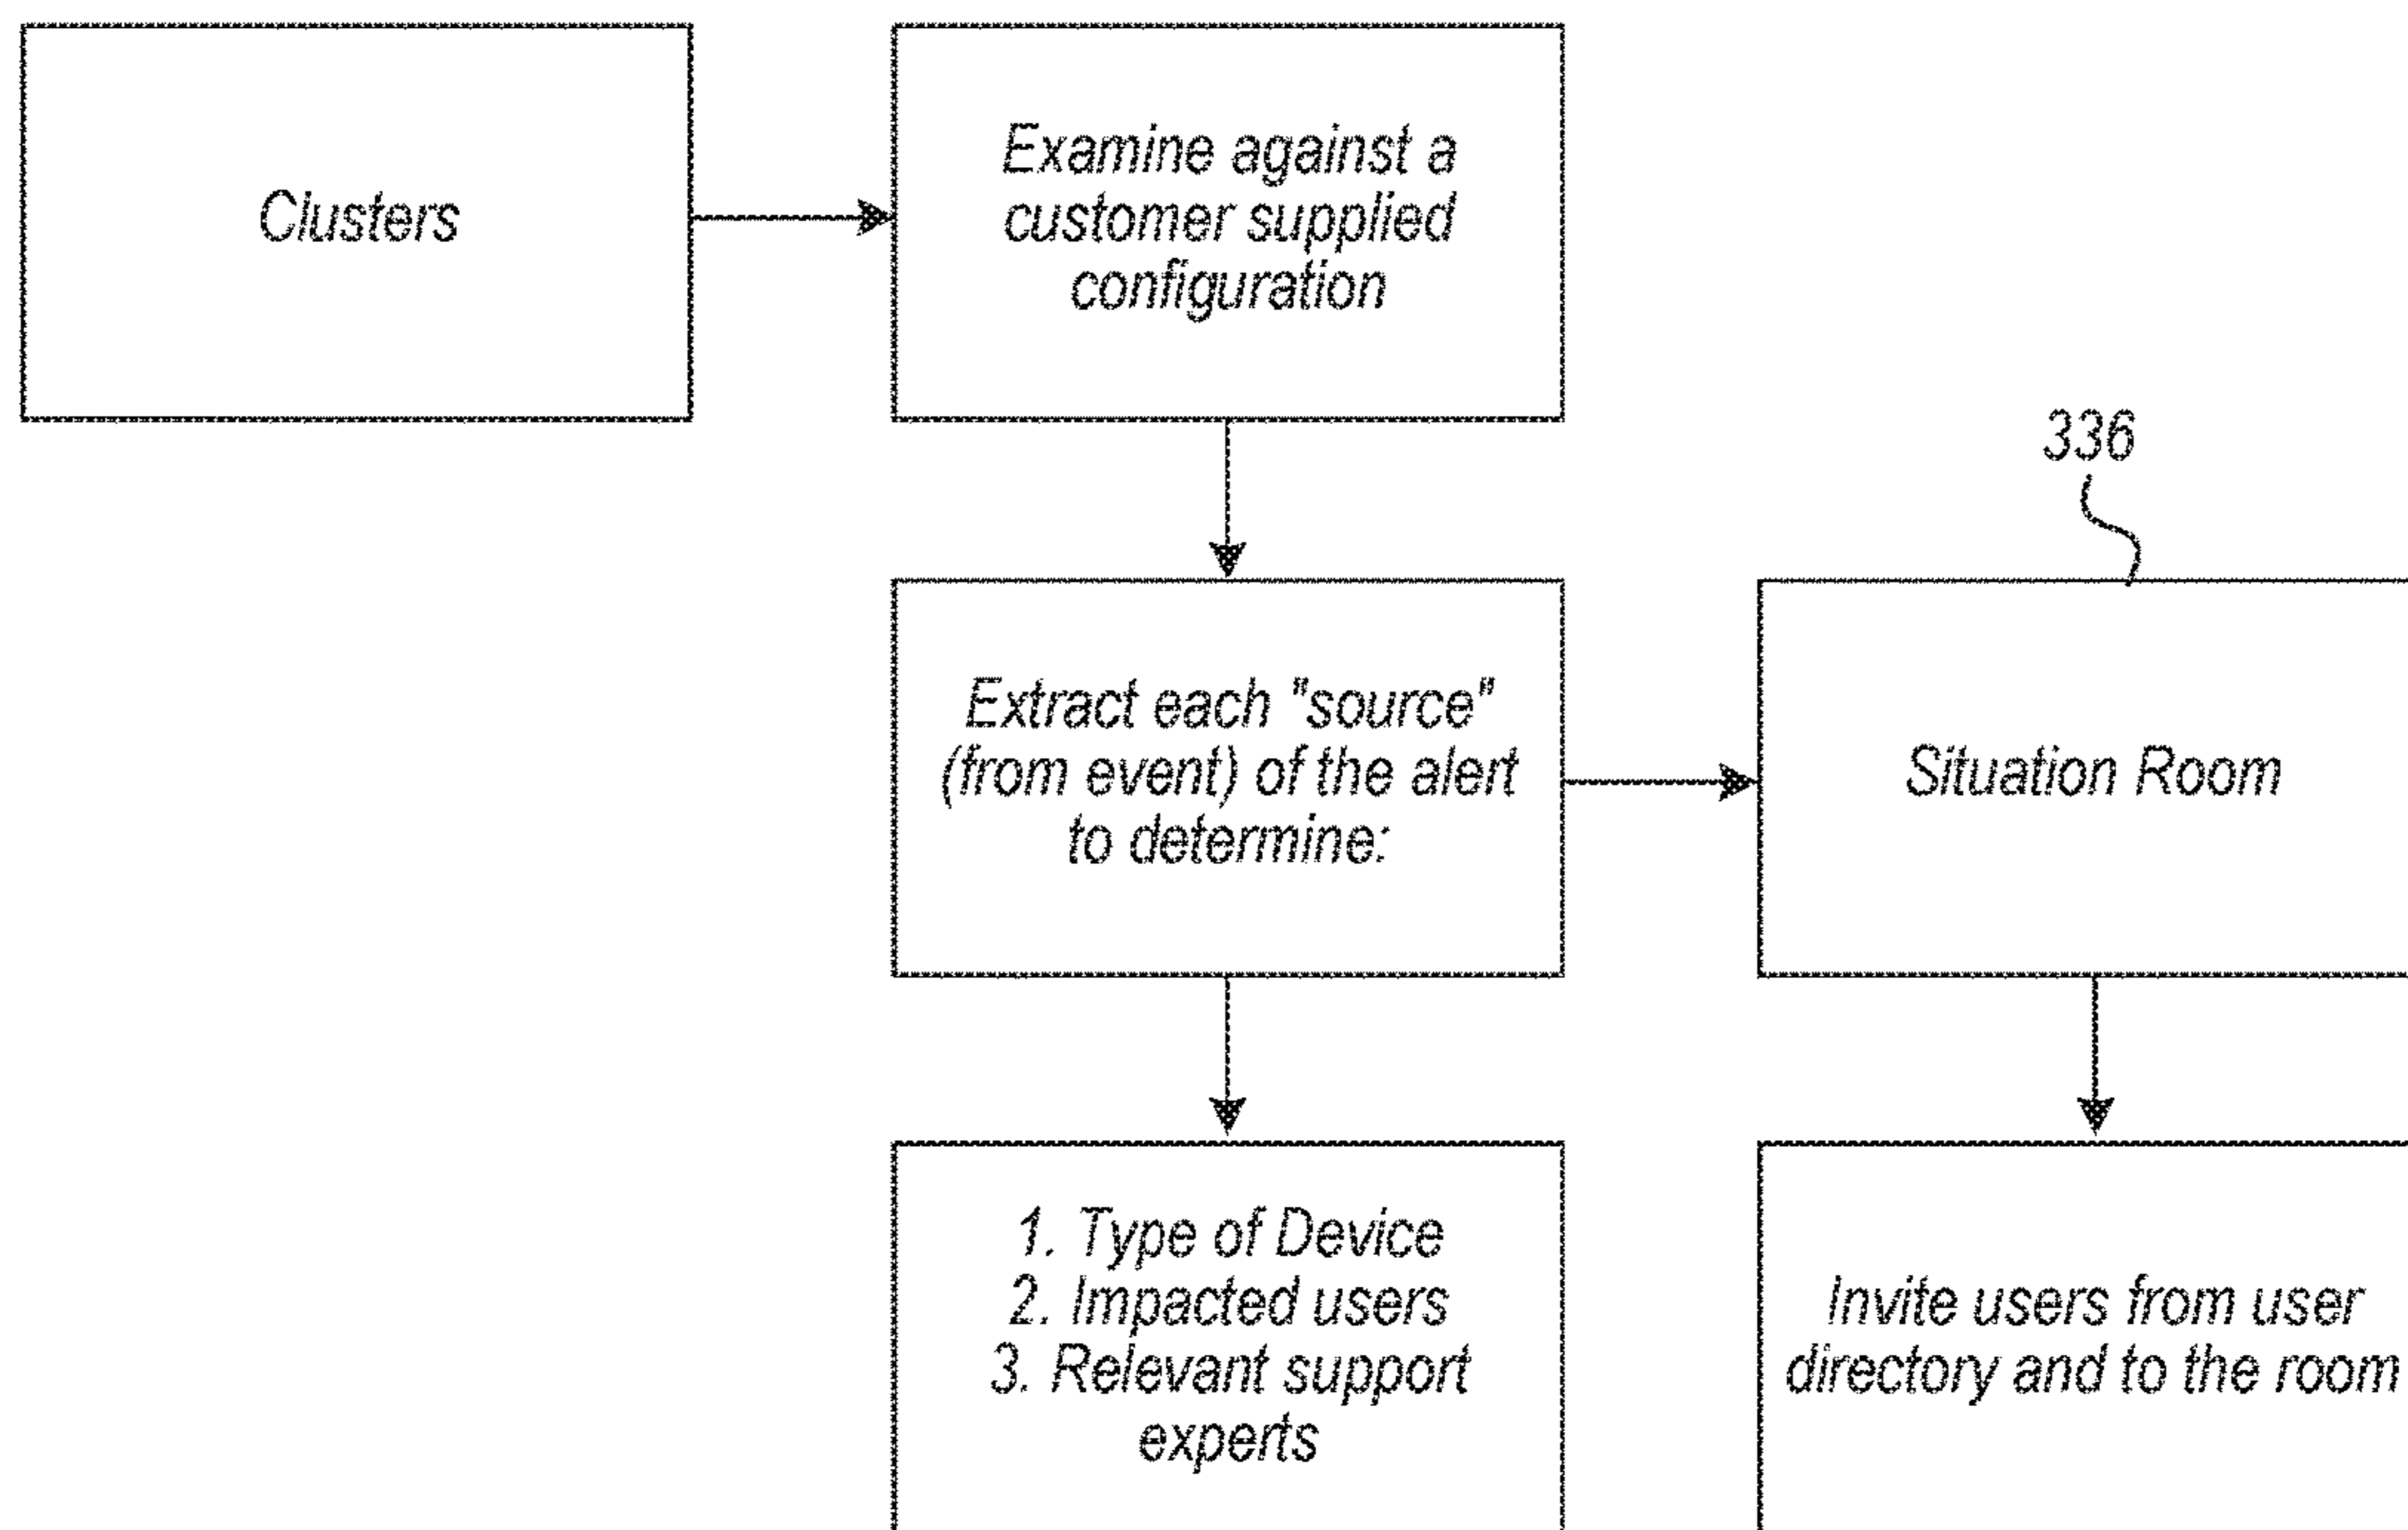 Clusters
Examine against a
customer supplied
configuration
336
Extract each "source"
(from event) of the alert
to determine:
Situation Room
1. Type of Device
2. Impacted users
3. Relevant support
experts
Invite users from user
directory and to the room